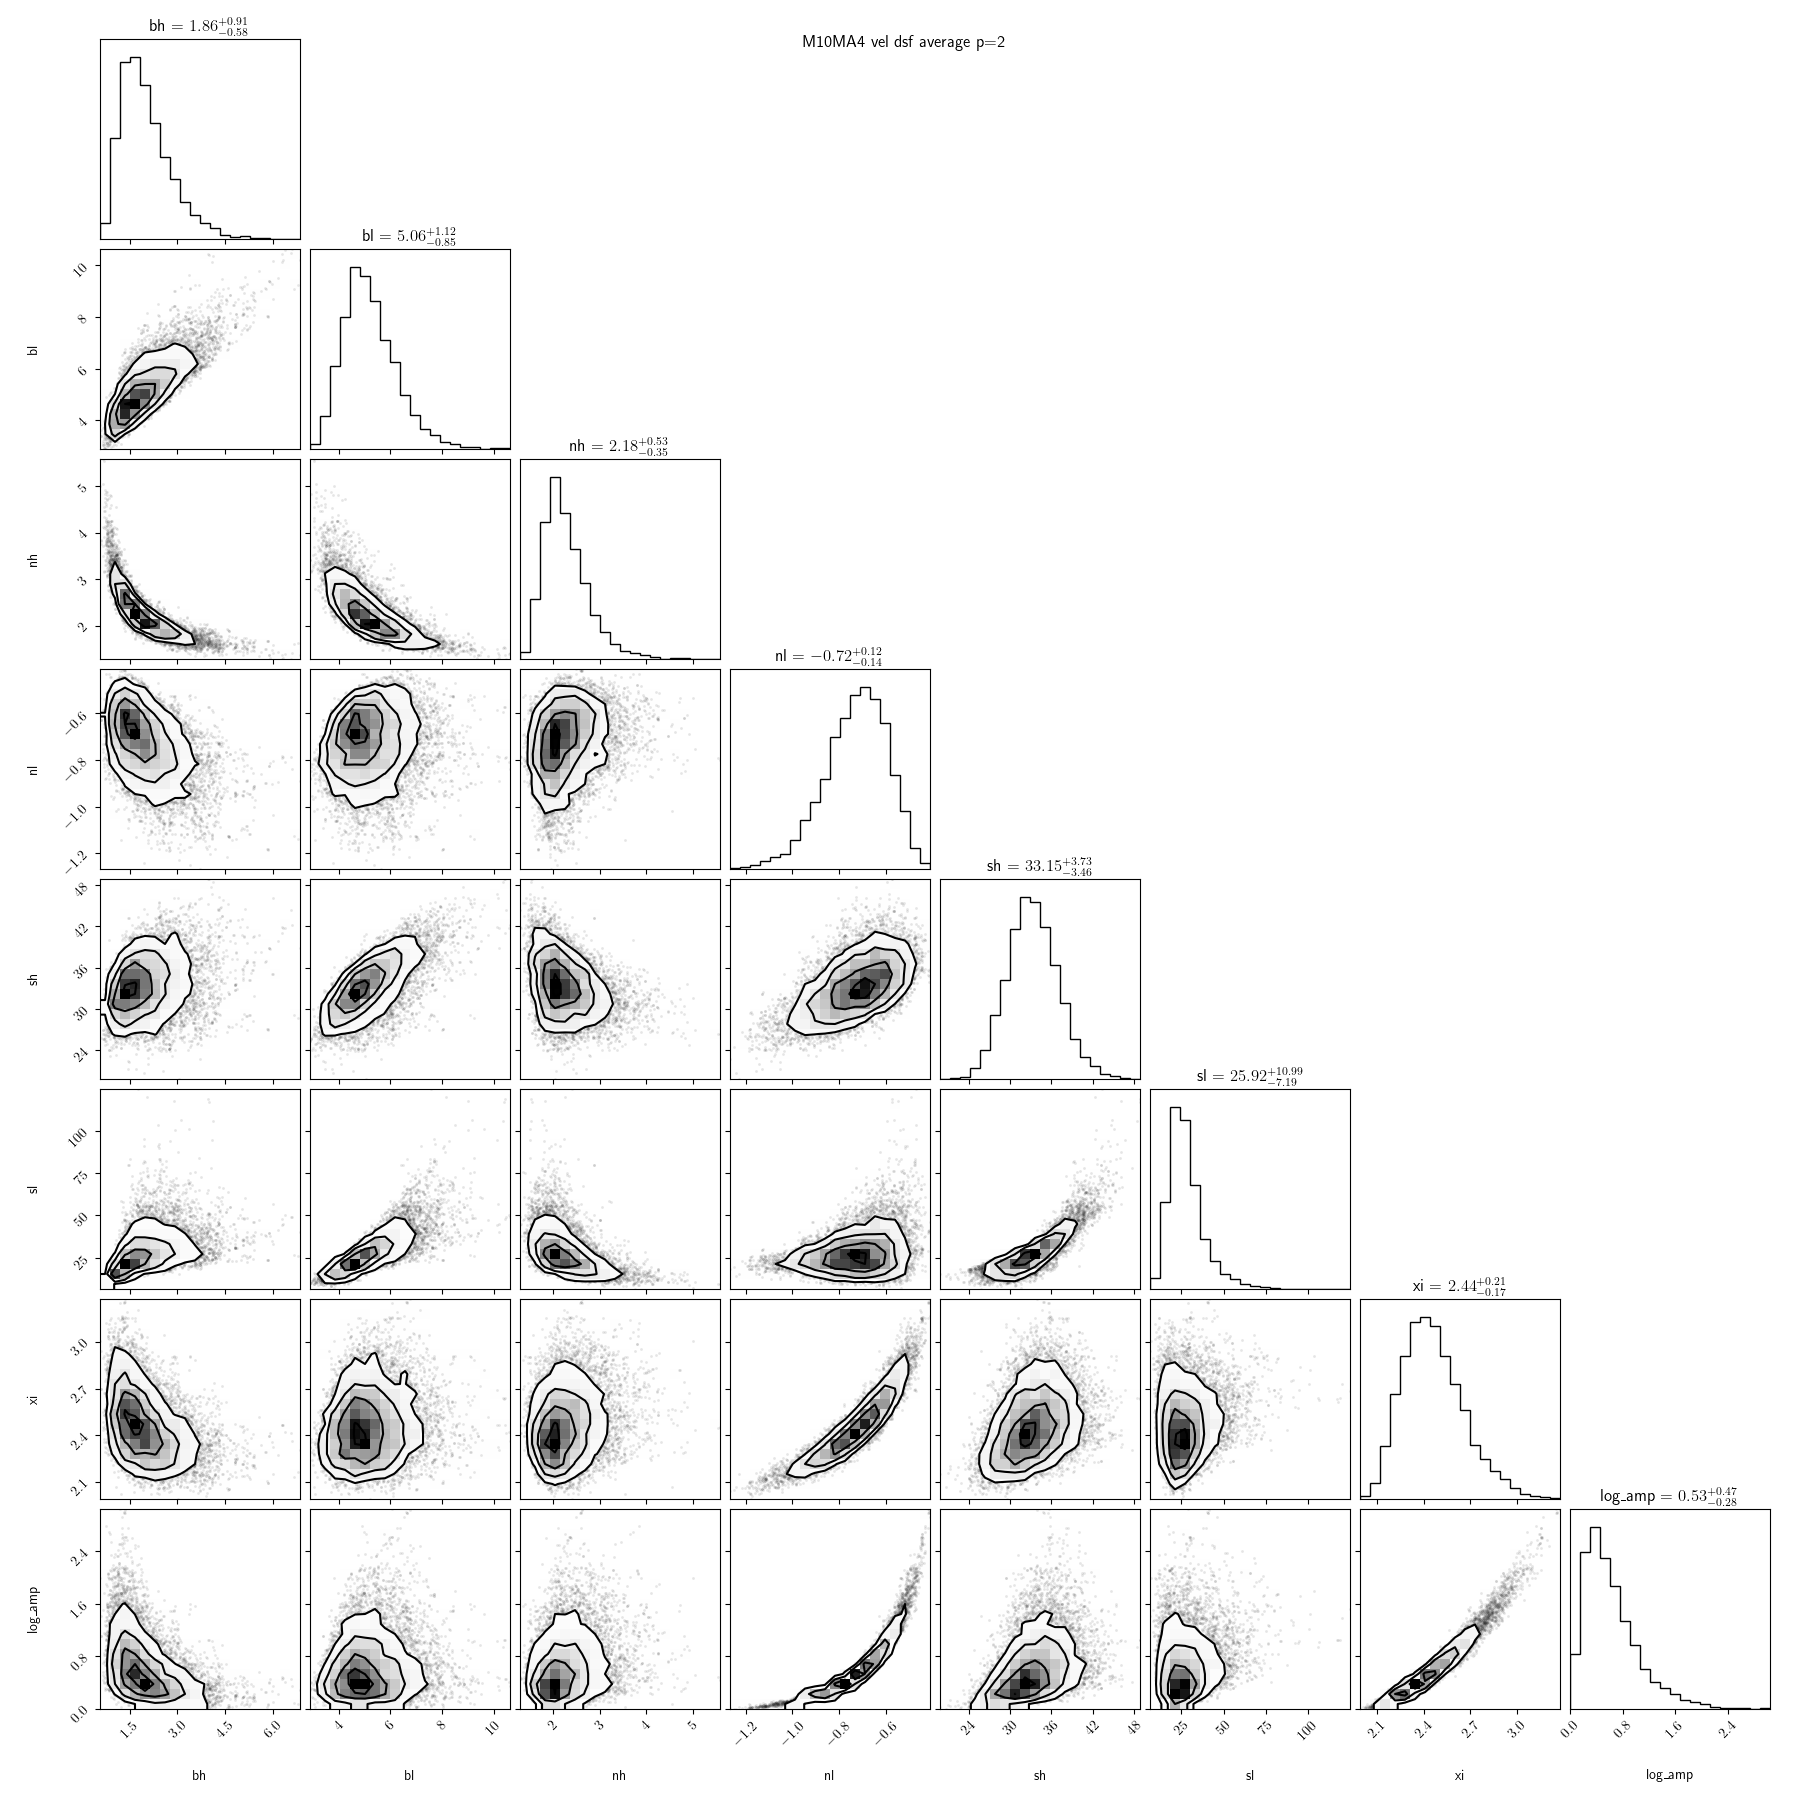 M10MA4 vel dsf average p=2
bh = 1.86+0.91−0.58
bl = 5.06+1.12−0.85
10
8
6
4
bl
nh = 2.18+0.53−0.35
5
4
3
2
nh
nl = −0.72+0.12−0.14
−0.6
−0.8
−1.0
−1.2
nl
sh = 33.15+3.73−3.46
48
42
36
30
24
sh
sl = 25.92+10.99−7.19
100
75
50
25
sl
xi = 2.44+0.21−0.17
3.0
2.7
2.4
2.1
xi
log_amp = 0.53+0.47−0.28
2.4
1.6
0.8
0.0
log_amp
1.5 3.0 4.5 6.0 4 6 8 10 2 3 4 5 −1.2 −1.0 −0.8 −0.6 24 30 36 42 48 25 50 75 100 2.1 2.4 2.7 3.0 0.0 0.8 1.6 2.4
bh bl nh nl sh sl xi log_amp